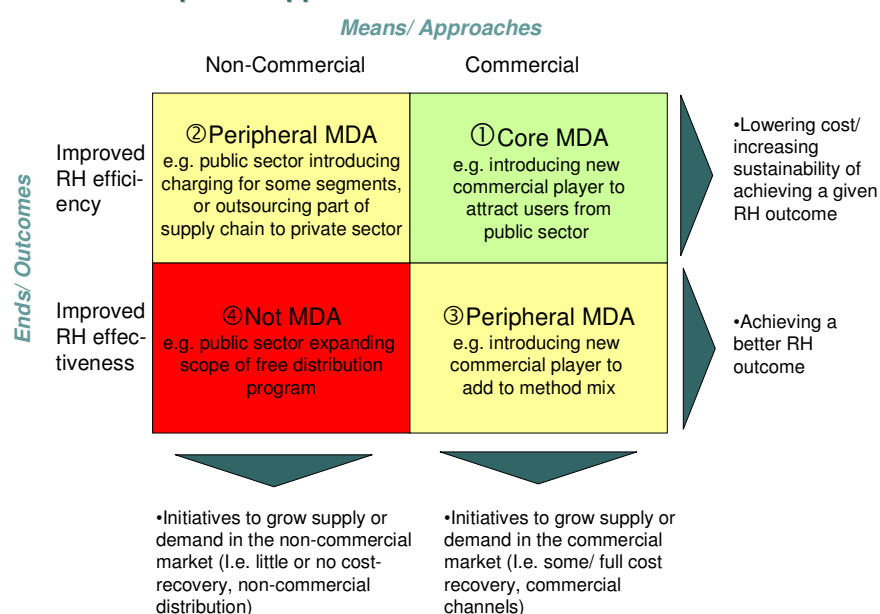 Means/ Approaches
Non-Commercial
Commercial
Ends/ Outcomes
Improved
RH effici-
ency
②Peripheral MDA
e.g. public sector introducing
charging for some segments,
or outsourcing part of
supply chain to private sector
①Core MDA
e.g. introducing new
commercial player to
attract users from
public sector
•Lowering cost/
increasing
sustainability of
achieving a given
RH outcome
Improved
RH effec-
tiveness
④Not MDA
e.g. public sector expanding
scope of free distribution
program
③Peripheral MDA
e.g. introducing new
commercial player to
add to method mix
•Achieving a
better RH
outcome
•Initiatives to grow supply or
demand in the non-commercial
market (I.e. little or no cost-
recovery, non-commercial
distribution)
•Initiatives to grow supply or
demand in the commercial
market (I.e. some/ full cost
recovery, commercial
channels)